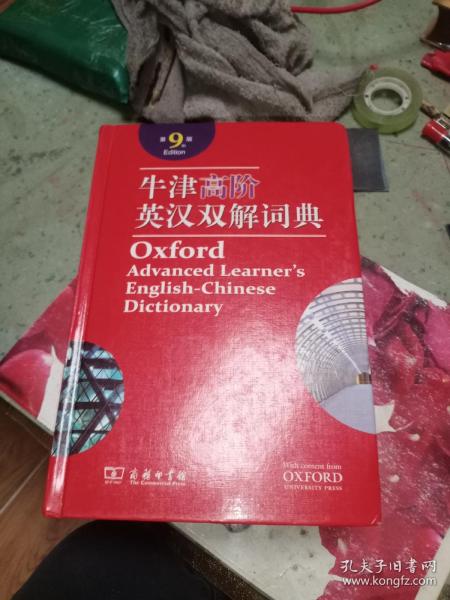 第9版
Edition
牛津高阶
英汉双解词典
Oxford
Advanced Learner's
English-Chinese
Dictionary
商务印书馆
The Commercial Press
With content from
OXFORD
UNIVERSITY PRESS
孔夫子旧书网
www.kongfz.com